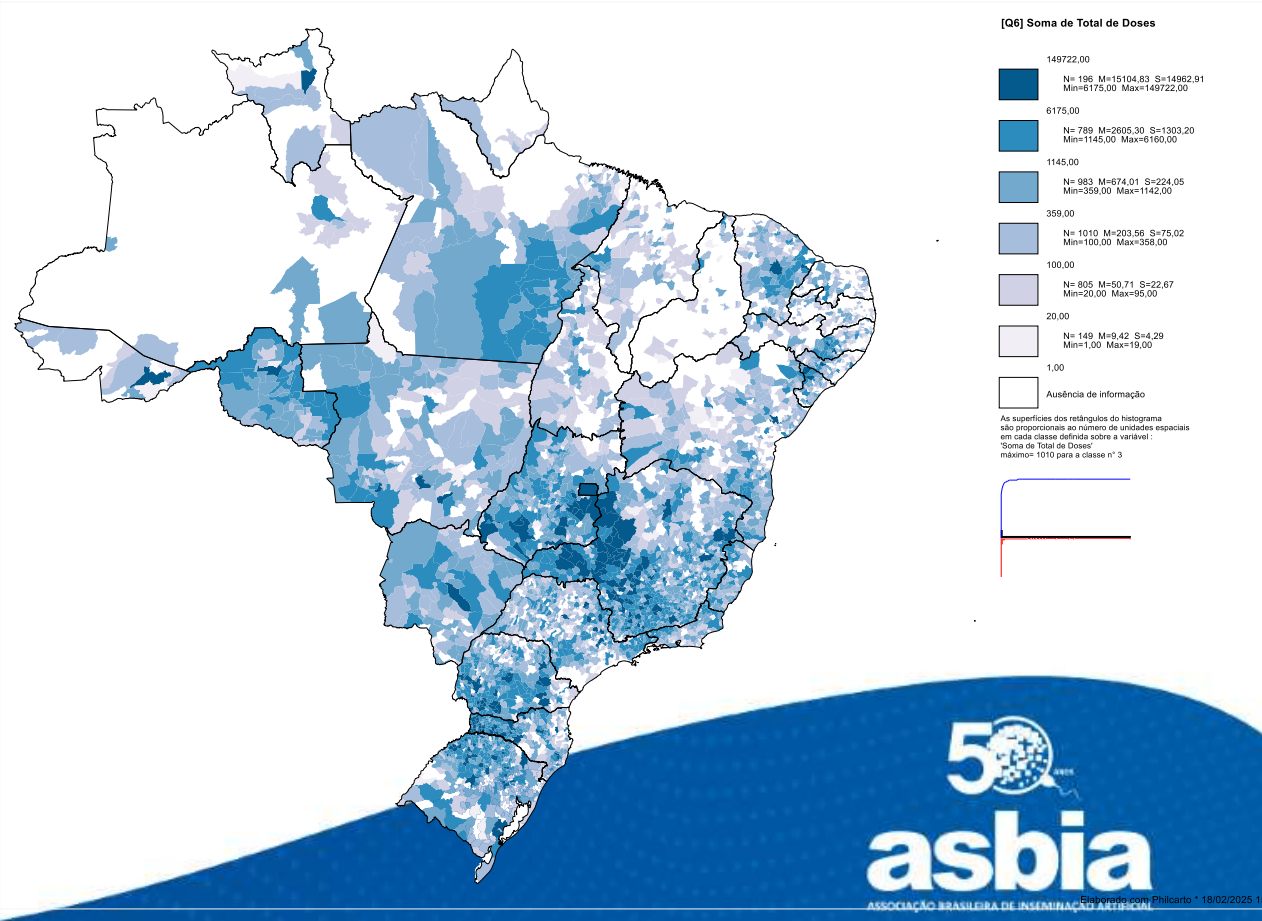 [Q6] Soma de Total de Doses
149722,00
N= 196 M=15104,83 S=14962,91
Min=6175,00 Max=149722,00
6175,00
N= 789 M=2605,30 S=1303,20
Min=1145,00 Max=6160,00
1145,00
N= 983 M=674,01 S=224,05
Min=359,00 Max=1142,00
359,00
N= 1010 M=203,56 S=75,02
Min=100,00 Max=358,00
100,00
N= 805 M=50,71 S=22,67
Min=20,00 Max=95,00
20,00
N= 149 M=9,42 S=4,29
Min=1,00 Max=19,00
1,00
Ausência de informação
As superfícies dos retângulos do histograma
são proporcionais ao número de unidades espaciais
em cada classe definida sobre a variável :
'Soma de Total de Doses'
máximo= 1010 para a classe n° 3
50
ANOS
asbia
Elaborado com Philcarto * 18/02/2025 1
ASSOCIAÇÃO BRASILEIRA DE INSEMINAÇÃO ARTIFICIAL